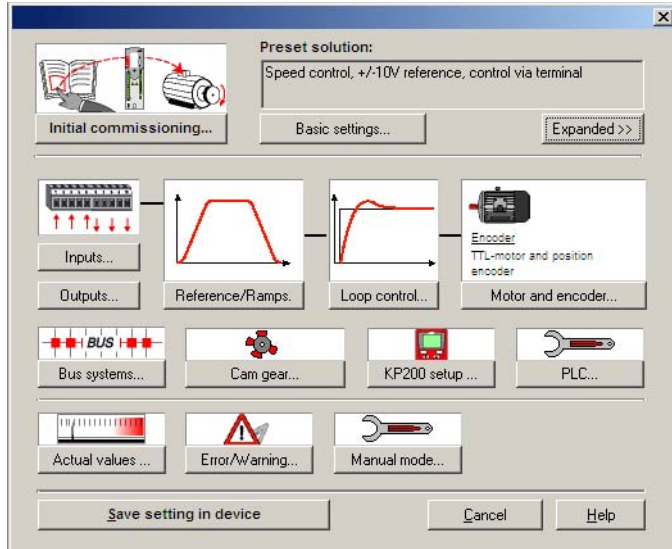 Preset solution:
Speed control, +/-10V reference, control via terminal
Initial commissioning...
Basic settings...
Expanded >>
Encoder
TTL-motor and position
encoder
Inputs...
Outputs...
Reference/Ramps.
Loop control...
Motor and encoder...
BUS
Bus systems...
Cam gear...
KP200 setup ...
PLC...
Actual values ...
Error/Warning...
Manual mode...
Save setting in device
Cancel
Help